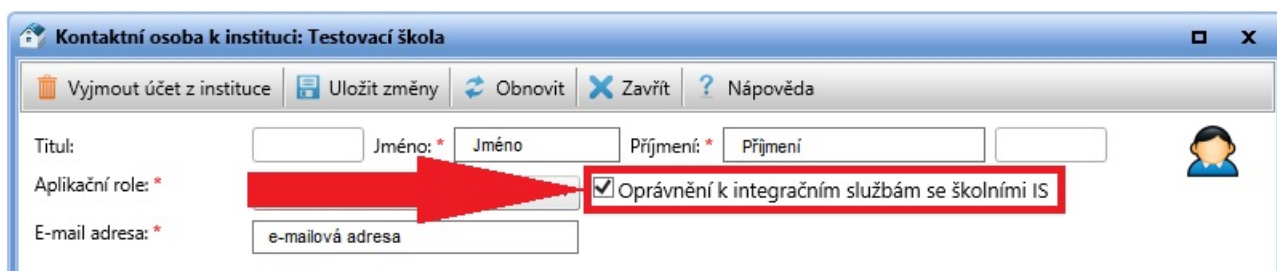 Kontaktní osoba k instituci: Testovací škola
Vyjmout účet z instituce Uložit změny Obnovit Zavřít ? Nápověda
Titul: Jméno: * Jméno Příjmení: * Příjmení
Aplikační role: * Oprávnění k integračním službám se školními IS
E-mail adresa: * e-mailová adresa